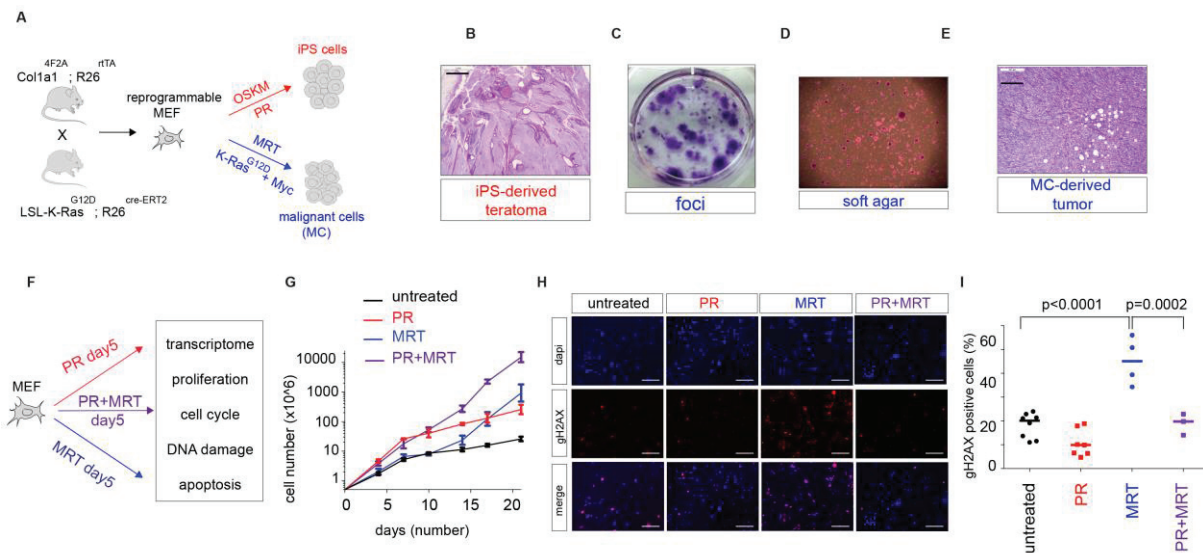 A
4F2A rtTA
Col1a1 ; R26
X
G12D cre-ERT2
LSL-K-Ras ; R26
reprogrammable
MEF
OSKM
PR
MRT
K-Ras G12D + Myc
iPS cells
malignant cells
(MC)
B
iPS-derived
teratoma
C
foci
D
soft agar
E
MC-derived
tumor
F
MEF
PR day5
PR+MRT
day5
MRT day5
transcriptome
proliferation
cell cycle
DNA damage
apoptosis
G
untreated
PR
MRT
PR+MRT
cell number (x10^6)
10000
1000
100
10
1
0 5 10 15 20
days (number)
H
untreated PR MRT PR+MRT
dapi
gH2AX
merge
I
p<0.0001 p=0.0002
gH2AX positive cells (%)
60
40
20
0
untreated
PR
MRT
PR+MRT